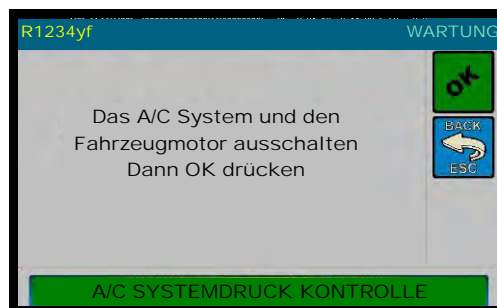 R1234yf WARTUNG
OK
Das A/C System und den
Fahrzeugmotor ausschalten
Dann OK drücken
BACK
ESC
A/C SYSTEMDRUCK KONTROLLE